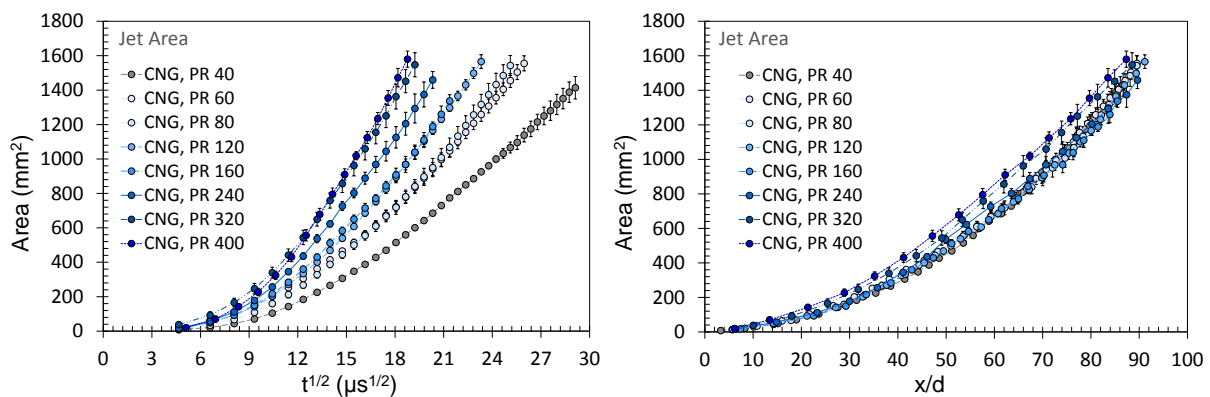 Jet Area
CNG, PR 40
CNG, PR 60
CNG, PR 80
CNG, PR 120
CNG, PR 160
CNG, PR 240
CNG, PR 320
CNG, PR 400
Area (mm²)
1800
1600
1400
1200
1000
800
600
400
200
0
0 3 6 9 12 15 18 21 24 27 30
t¹/² (µs¹/²)
Jet Area
CNG, PR 40
CNG, PR 60
CNG, PR 80
CNG, PR 120
CNG, PR 160
CNG, PR 240
CNG, PR 320
CNG, PR 400
Area (mm²)
1800
1600
1400
1200
1000
800
600
400
200
0
0 10 20 30 40 50 60 70 80 90 100
x/d